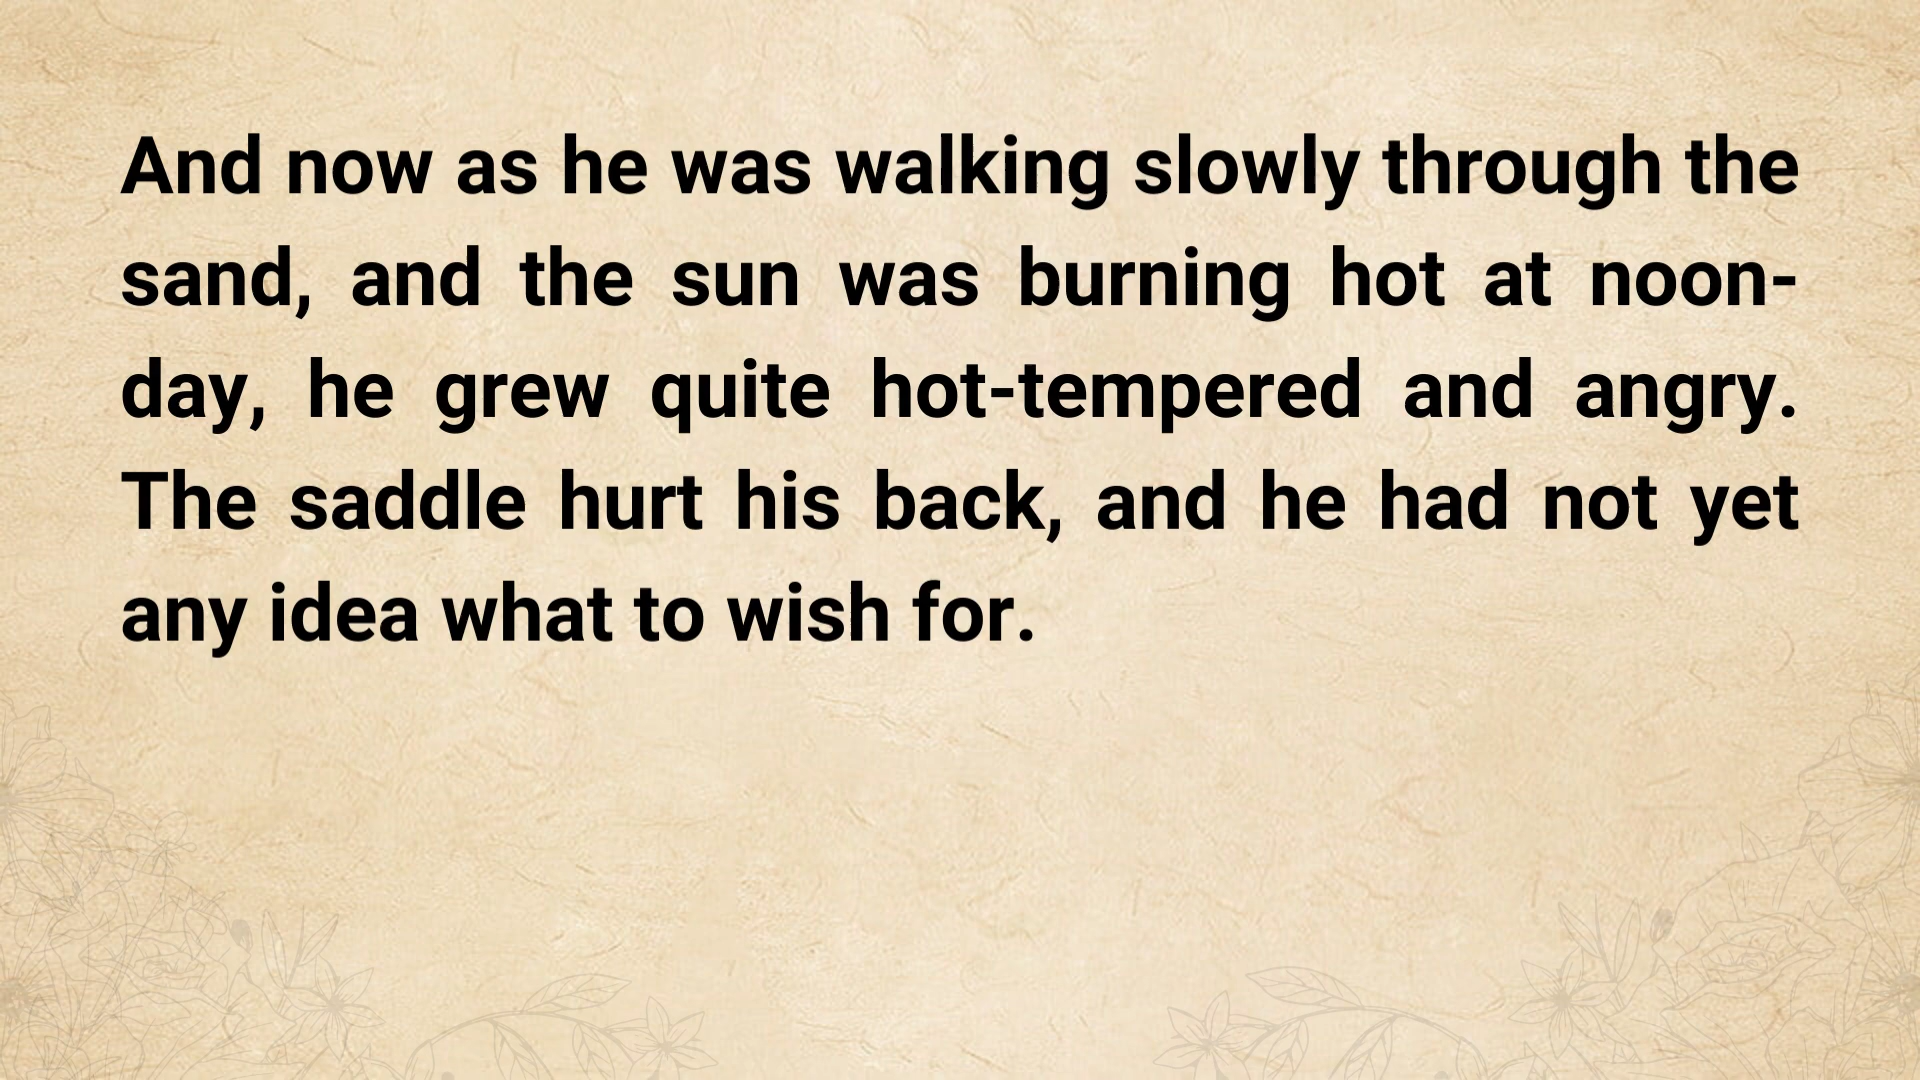 And now as he was walking slowly through the
sand, and the sun was burning hot at noon-
day, he grew quite hot-tempered and angry.
The saddle hurt his back, and he had not yet
any idea what to wish for.